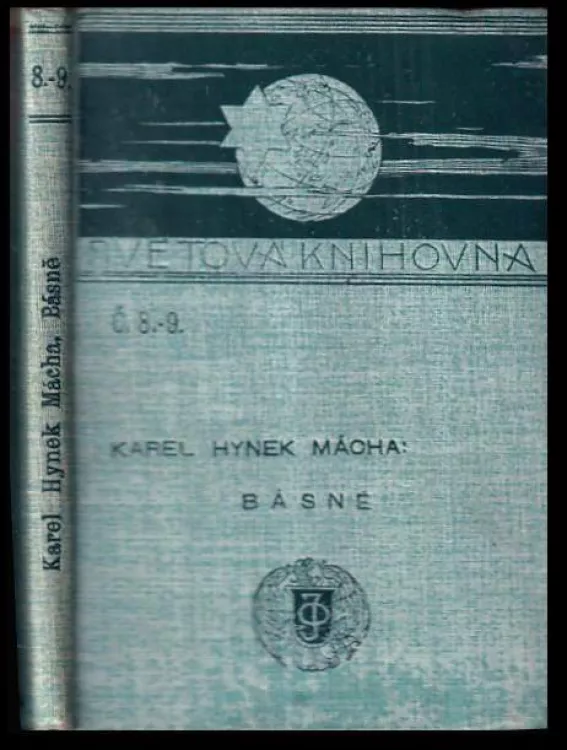 8.-9.
Karel Hynek Mácha, Básně
SVĚTOVÁ KNIHOVNA
Č. 8.-9.
KAREL HYNEK MÁCHA:
BÁSNĚ